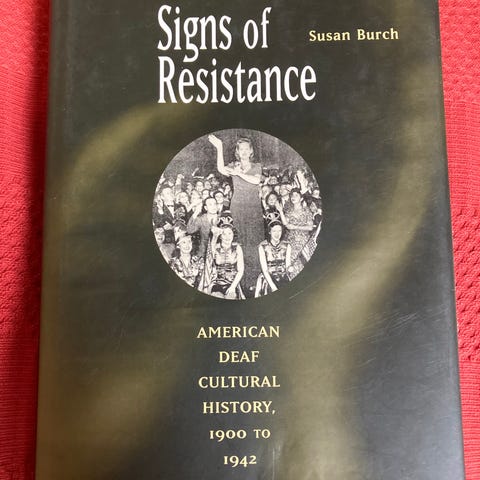 Signs of
Resistance
Susan Burch
AMERICAN
DEAF
CULTURAL
HISTORY,
1900 TO
1942